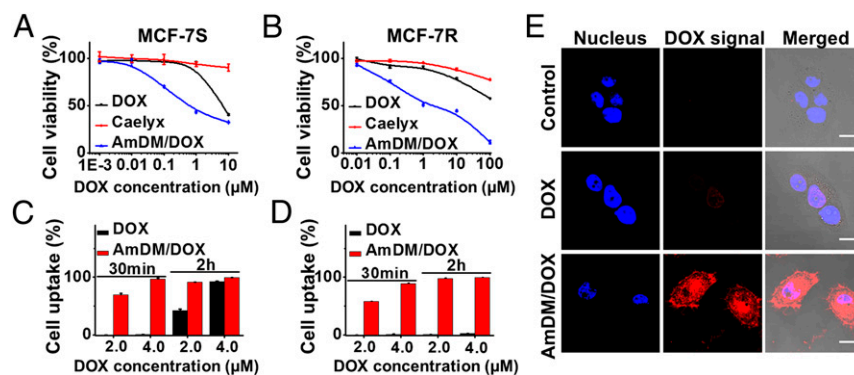 A
MCF-7S
Cell viability (%)
100
50
0
DOX
Caelyx
AmDM/DOX
1E-3 0.01 0.1 1 10
DOX concentration (µM)
B
MCF-7R
Cell viability (%)
100
50
0
DOX
Caelyx
AmDM/DOX
0.01 0.1 1 10 100
DOX concentration (µM)
C
DOX
AmDM/DOX
Cell uptake (%)
100
0
30min
2h
2.0 4.0 2.0 4.0
DOX concentration (µM)
D
DOX
AmDM/DOX
Cell uptake (%)
100
0
30min
2h
2.0 4.0 2.0 4.0
DOX concentration (µM)
E
Nucleus DOX signal Merged
Control
DOX
AmDM/DOX